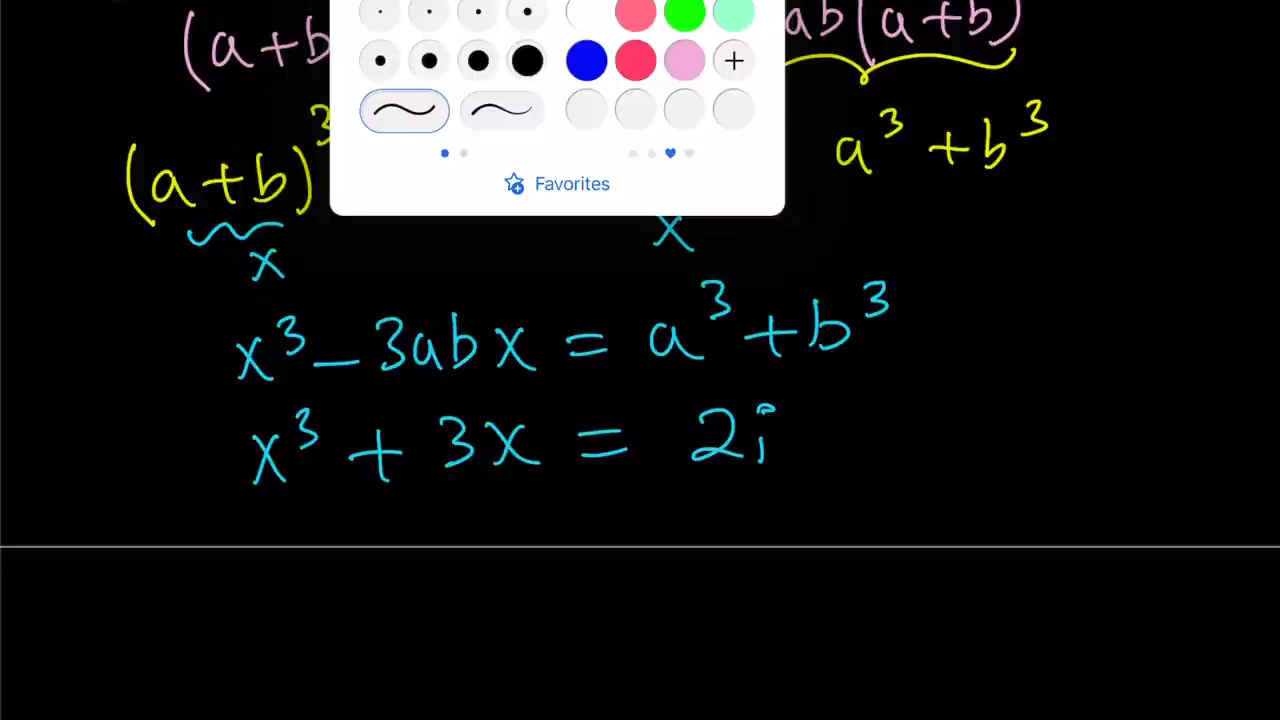 (a+b ab(a+b)
(a+b)³ a³+b³
x x
Favorites
x³-3abx = a³+b³
x³ + 3x = 2i